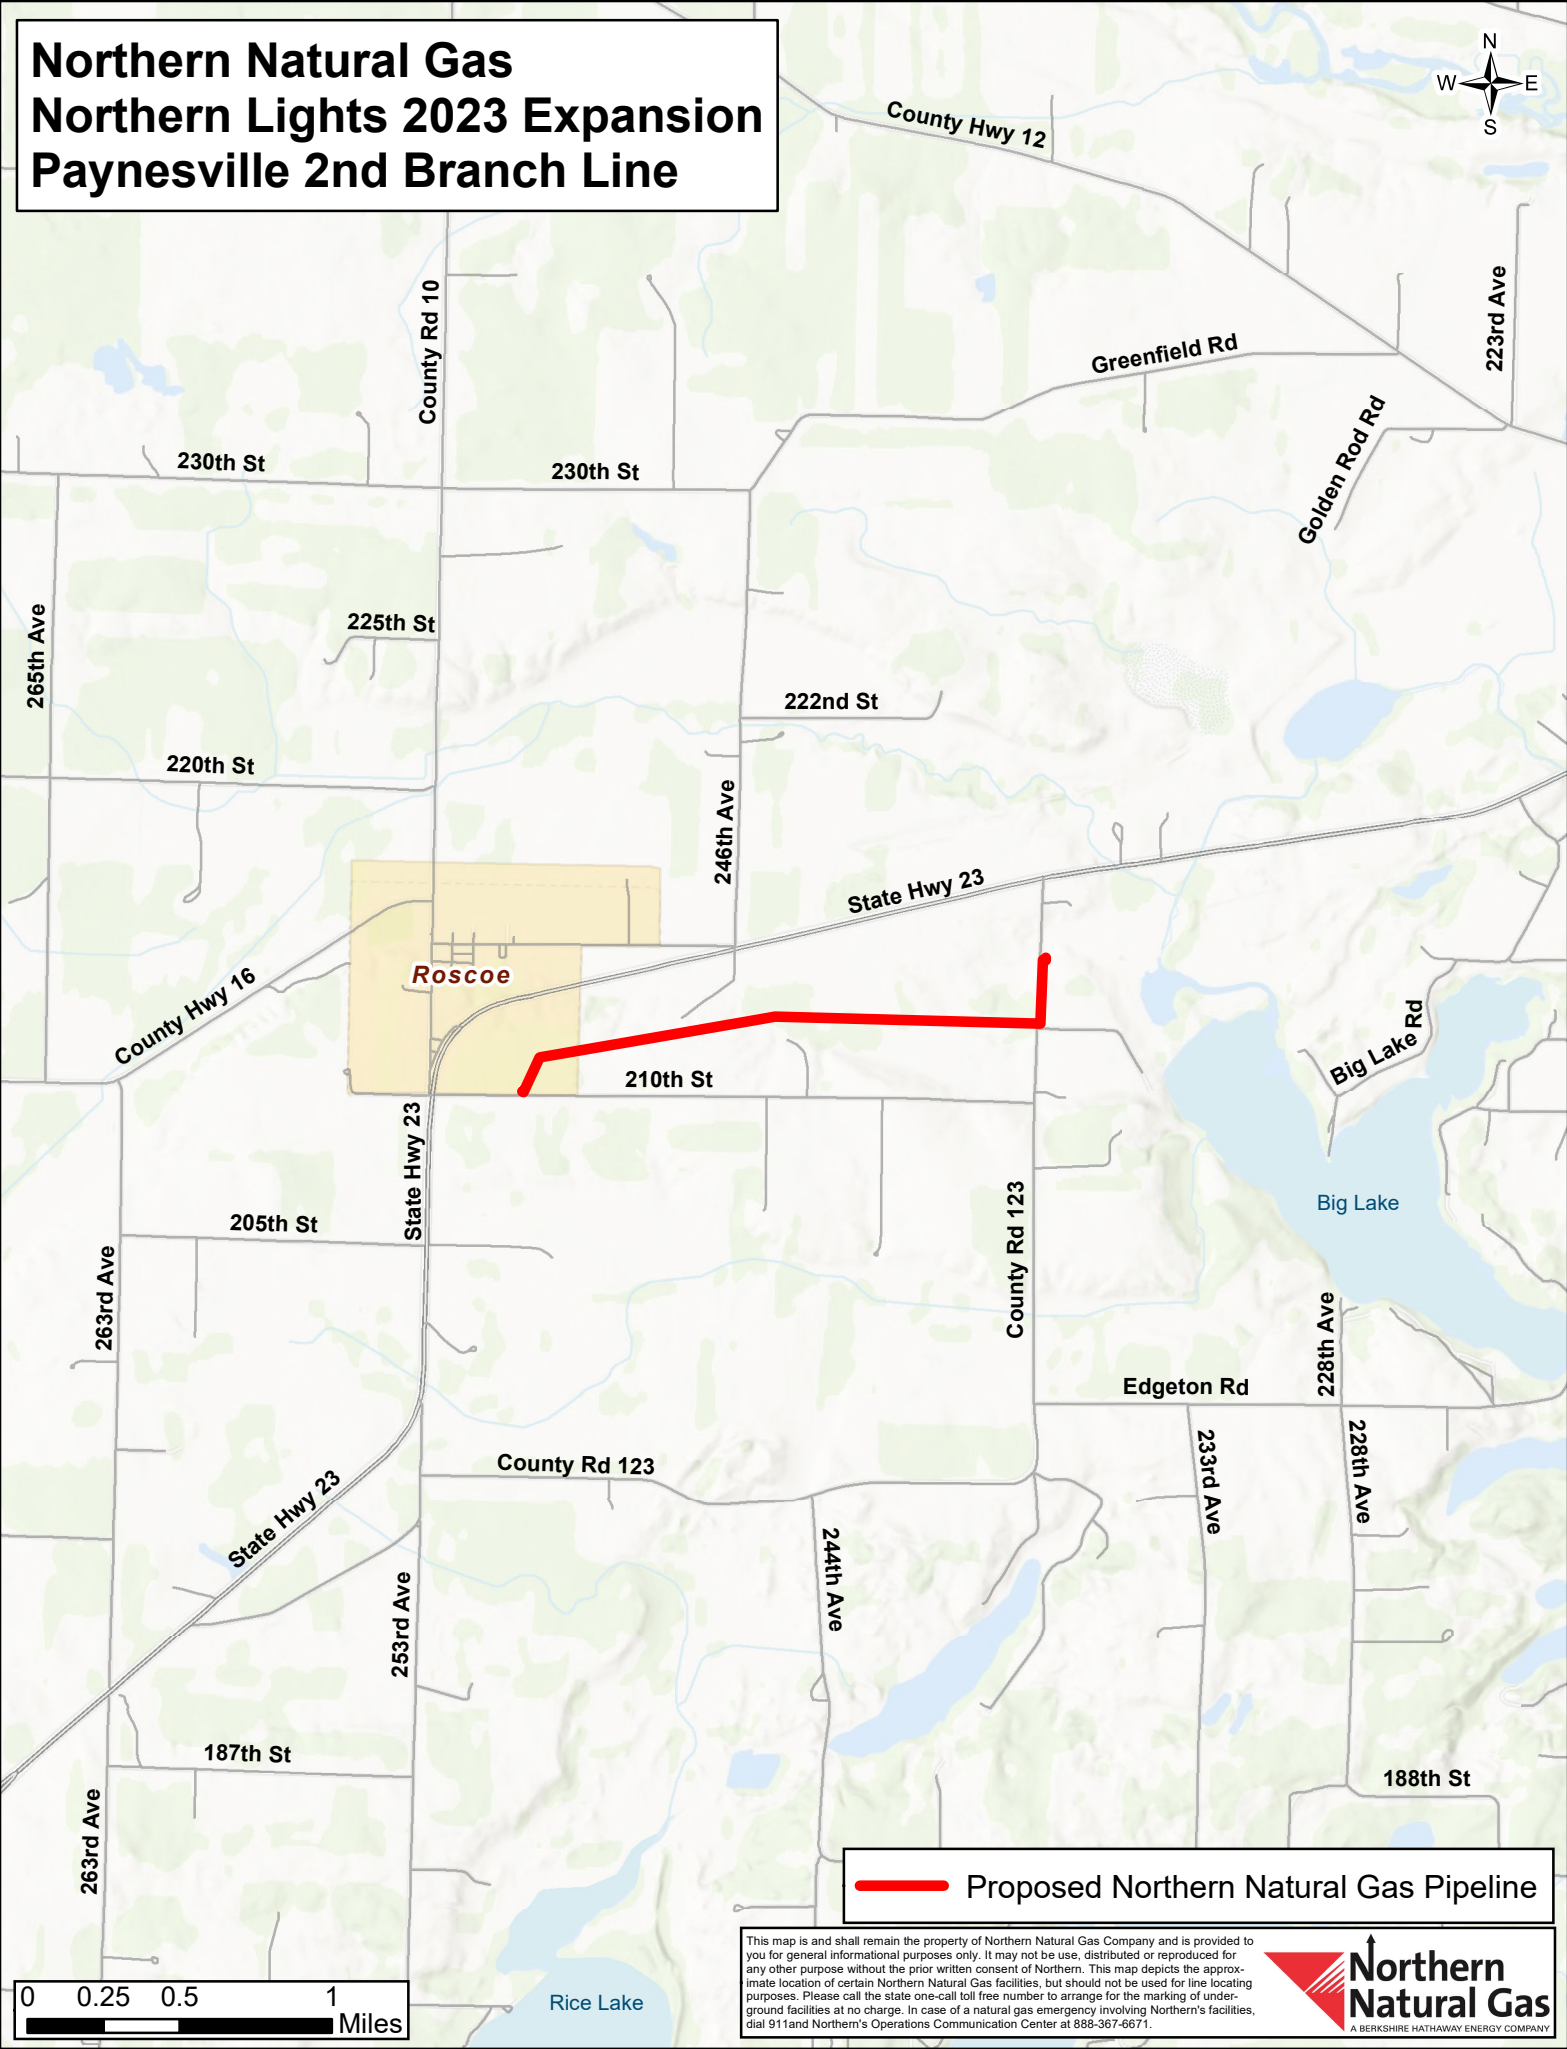 Northern Natural Gas
Northern Lights 2023 Expansion
Paynesville 2nd Branch Line
N
W
E
S
County Hwy 12
County Rd 10
223rd Ave
Greenfield Rd
Golden Rod Rd
230th St
230th St
265th Ave
225th St
222nd St
220th St
246th Ave
State Hwy 23
Roscoe
County Hwy 16
Big Lake Rd
210th St
State Hwy 23
Big Lake
County Rd 123
205th St
263rd Ave
228th Ave
Edgeton Rd
County Rd 123
233rd Ave
228th Ave
State Hwy 23
244th Ave
253rd Ave
187th St
188th St
263rd Ave
Proposed Northern Natural Gas Pipeline
Rice Lake
0 0.25 0.5 1
Miles
This map is and shall remain the property of Northern Natural Gas Company and is provided to
you for general informational purposes only. It may not be use, distributed or reproduced for
any other purpose without the prior written consent of Northern. This map depicts the approx-
imate location of certain Northern Natural Gas facilities, but should not be used for line locating
purposes. Please call the state one-call toll free number to arrange for the marking of under-
ground facilities at no charge. In case of a natural gas emergency involving Northern's facilities,
dial 911and Northern's Operations Communication Center at 888-367-6671.
Northern
Natural Gas
A BERKSHIRE HATHAWAY ENERGY COMPANY